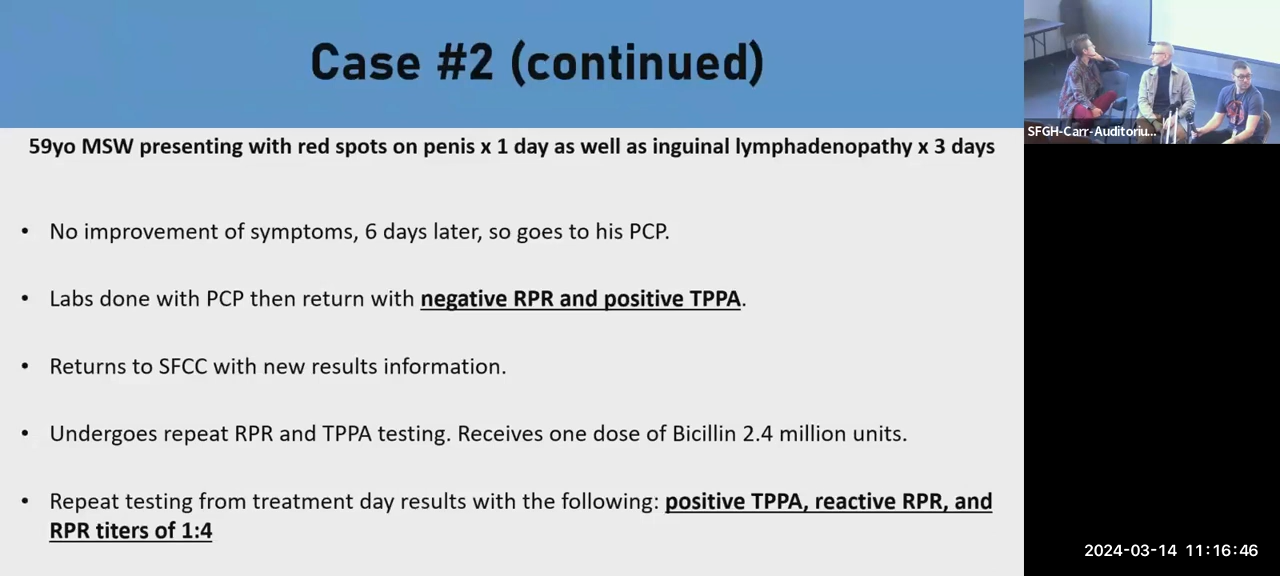 Case #2 (continued)
59yo MSW presenting with red spots on penis x 1 day as well as inguinal lymphadenopathy x 3 days
• No improvement of symptoms, 6 days later, so goes to his PCP.
• Labs done with PCP then return with negative RPR and positive TPPA.
• Returns to SFCC with new results information.
• Undergoes repeat RPR and TPPA testing. Receives one dose of Bicillin 2.4 million units.
• Repeat testing from treatment day results with the following: positive TPPA, reactive RPR, and
RPR titers of 1:4
SFGH-Carr-Auditoriu...
2024-03-14 11:16:46